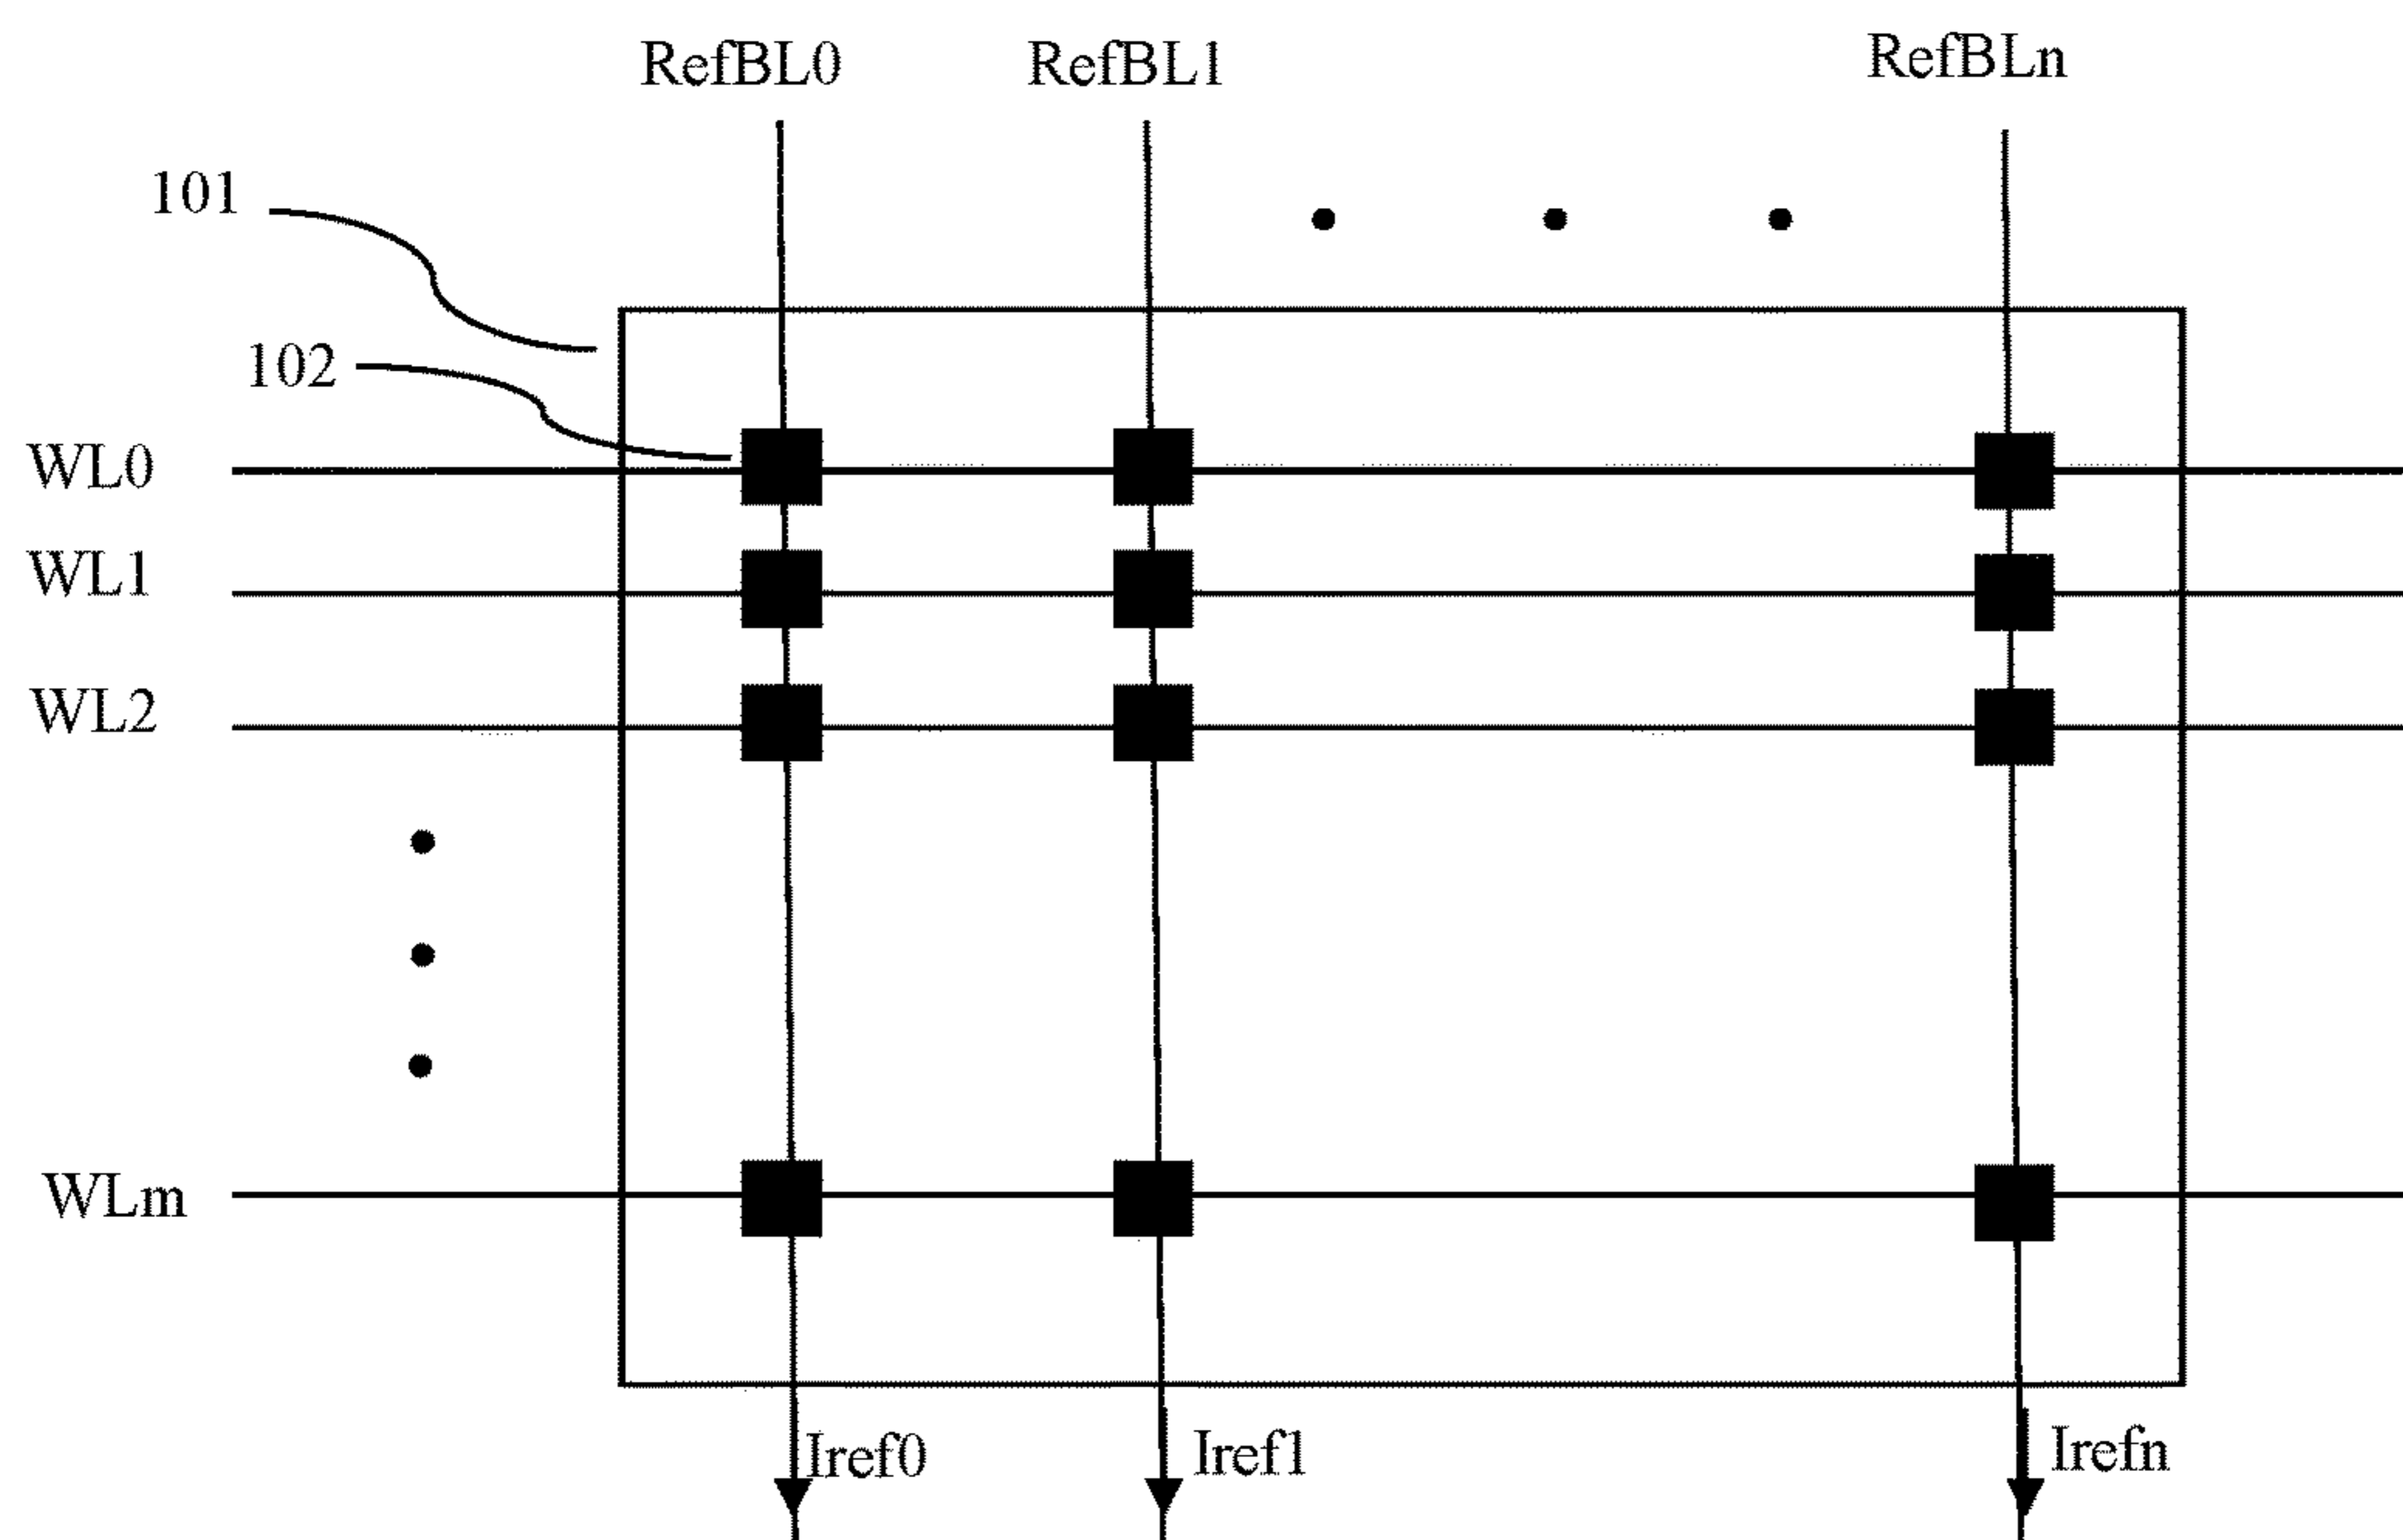 RefBL0 RefBL1 RefBLn
101
102
WL0
WL1
WL2
WLm
Iref0 Iref1 Irefn